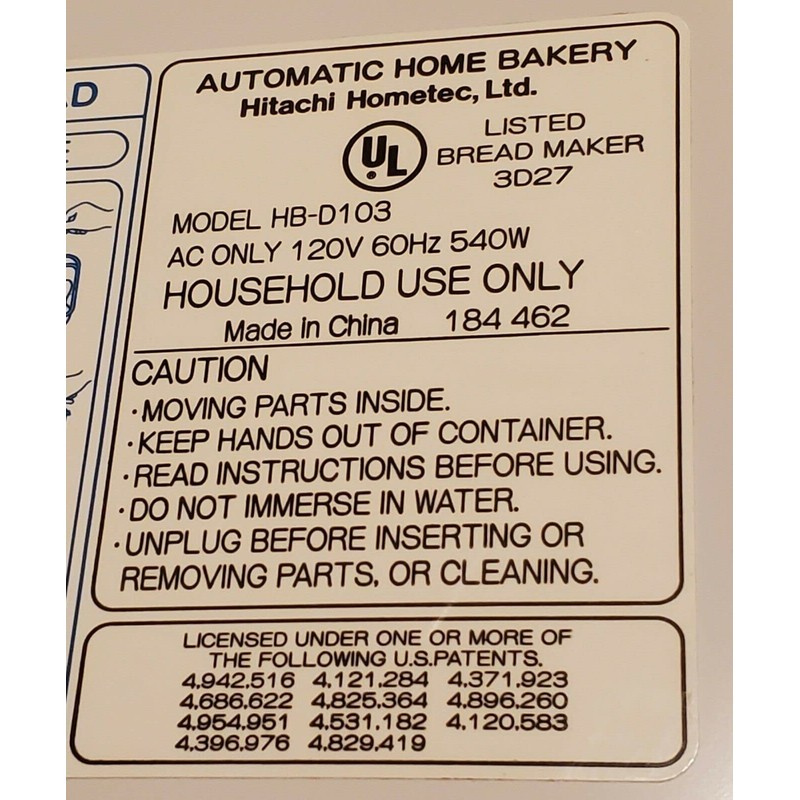 AD
E
AUTOMATIC HOME BAKERY
Hitachi Hometec, Ltd.
UL ®
LISTED
BREAD MAKER
3D27
MODEL HB-D103
AC ONLY 120V 60Hz 540W
HOUSEHOLD USE ONLY
Made in China 184 462
CAUTION
·MOVING PARTS INSIDE.
·KEEP HANDS OUT OF CONTAINER.
·READ INSTRUCTIONS BEFORE USING.
·DO NOT IMMERSE IN WATER.
·UNPLUG BEFORE INSERTING OR
REMOVING PARTS, OR CLEANING.
LICENSED UNDER ONE OR MORE OF
THE FOLLOWING U.S.PATENTS.
4,942,516 4,121,284 4,371,923
4,686,622 4,825,364 4,896,260
4,954,951 4,531,182 4,120,583
4,396,976 4,829,419